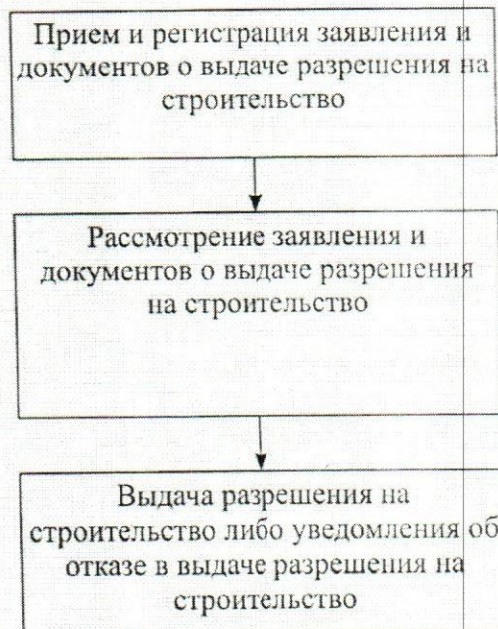 Прием и регистрация заявления и
документов о выдаче разрешения на
строительство
Рассмотрение заявления и
документов о выдаче разрешения
на строительство
Выдача разрешения на
строительство либо уведомления об
отказе в выдаче разрешения на
строительство